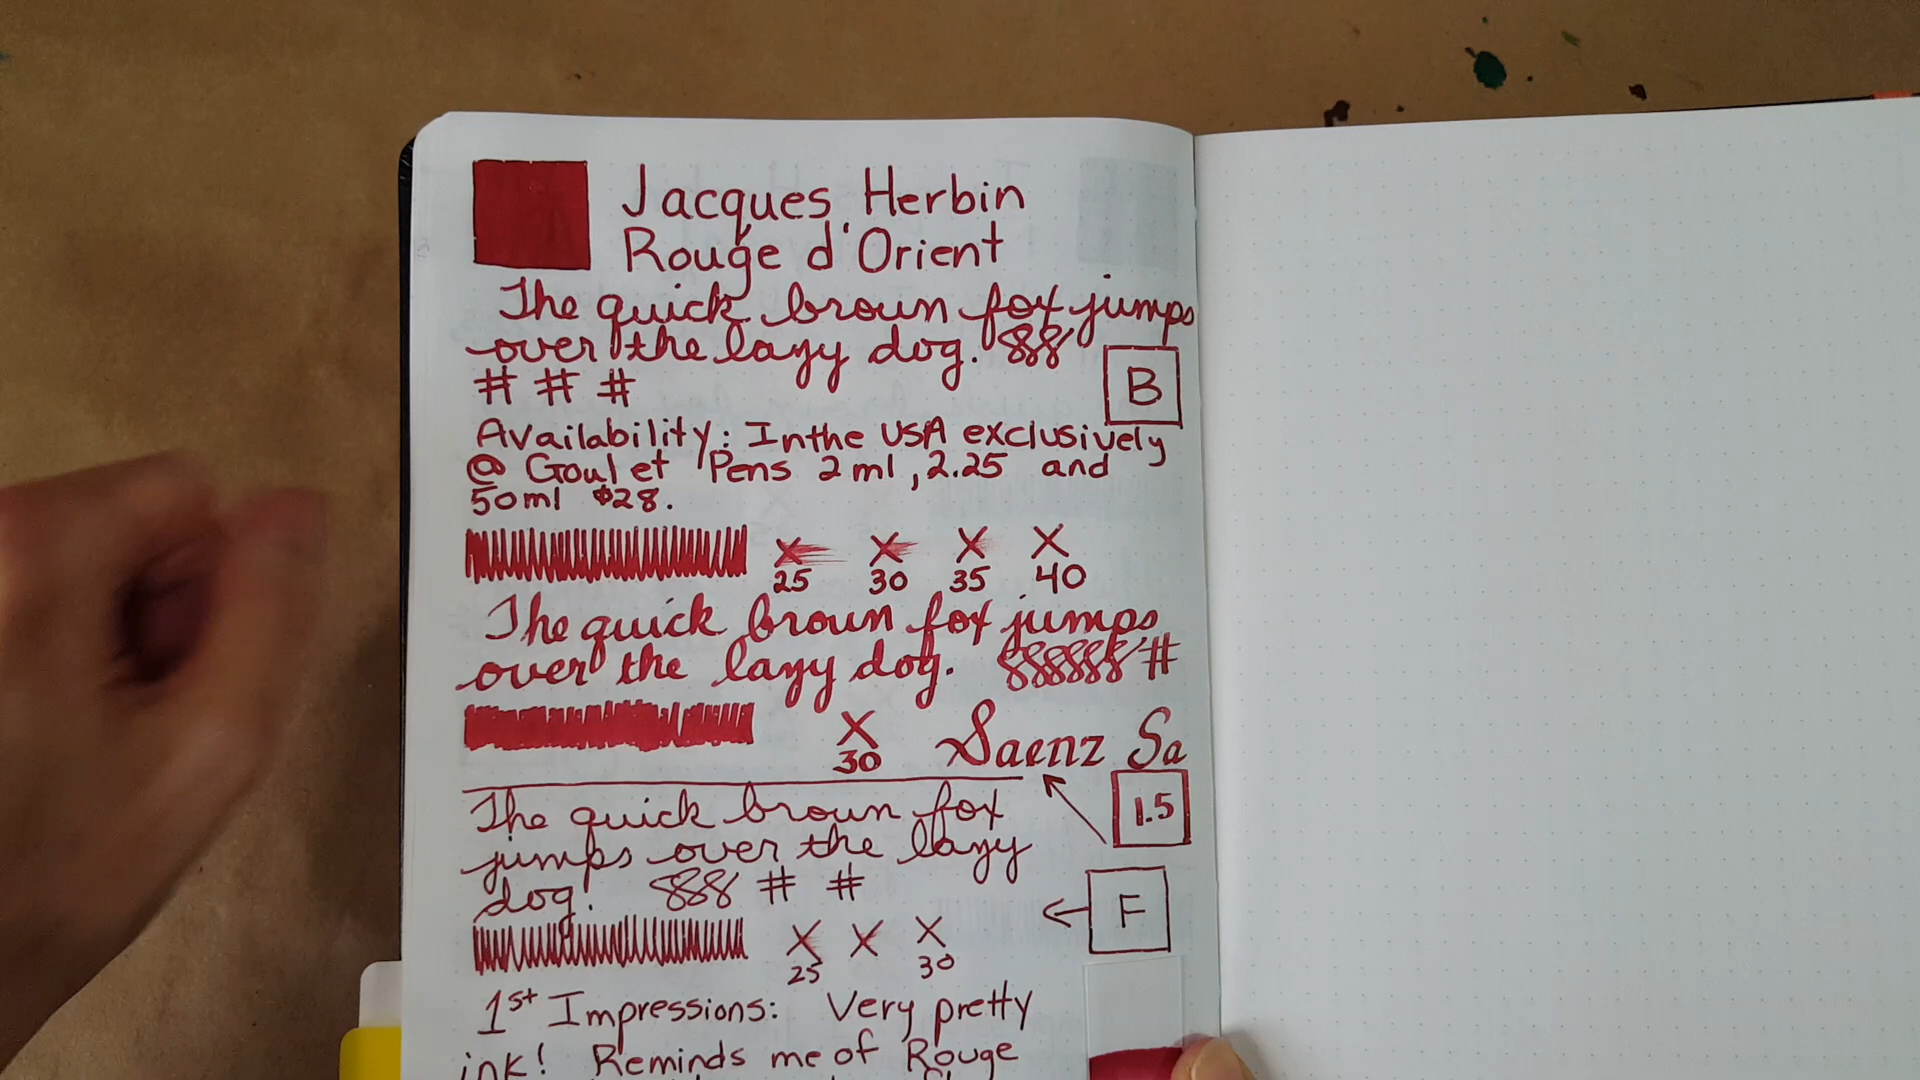 Jacques Herbin
Rouge d'Orient
The quick brown fox jumps
over the lazy dog. 88
# # #
B
Availability: In the USA exclusively
@ Goulet Pens 2ml, 2.25 and
50ml $28.
X X X X
25 30 35 40
The quick brown fox jumps
over the lazy dog. 888888 #
X
30
Saenz Sa
1.5
The quick brown fox
jumps over the lazy
dog. 888 # #
F
X X X
25 30
1st Impressions: Very pretty
ink! Reminds me of Rouge